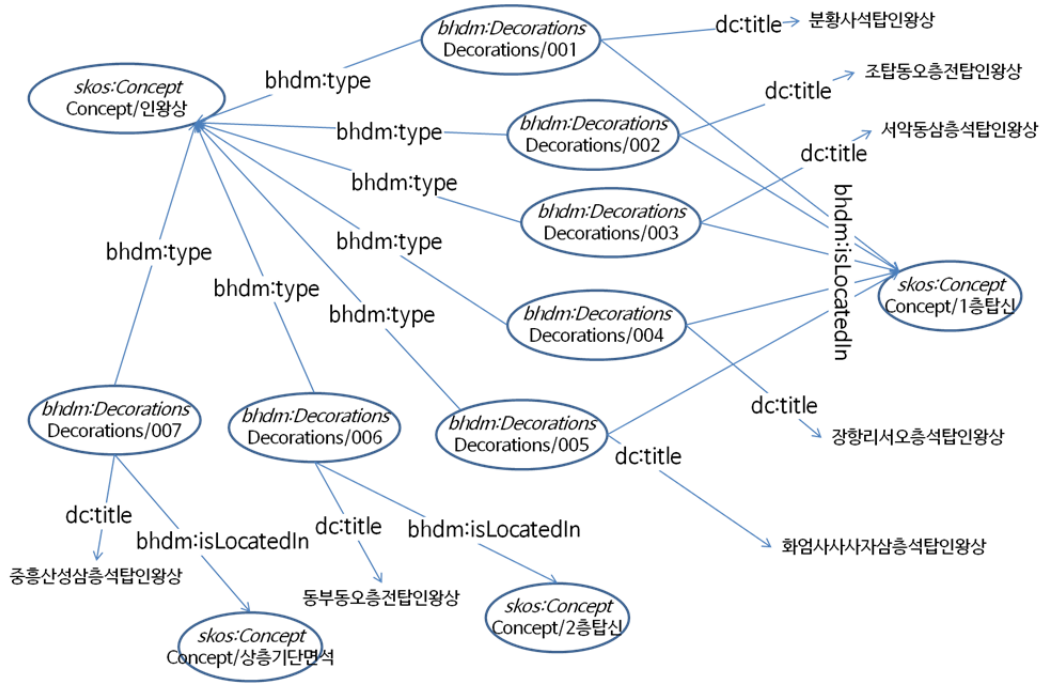 bhdm:Decorations
Decorations/001
dc:title
분황사석탑인왕상
skos:Concept
Concept/인왕상
bhdm:type
조탑동오층전탑인왕상
dc:title
bhdm:Decorations
Decorations/002
bhdm:type
서악동삼층석탑인왕상
dc:title
bhdm:type
bhdm:Decorations
Decorations/003
bhdm:isLocatedIn
bhdm:type
bhdm:type
bhdm:type
bhdm:type
bhdm:Decorations
Decorations/004
skos:Concept
Concept/1층탑신
bhdm:Decorations
Decorations/007
bhdm:Decorations
Decorations/006
bhdm:Decorations
Decorations/005
dc:title
장항리서오층석탑인왕상
dc:title
dc:title
bhdm:isLocatedIn
dc:title
bhdm:isLocatedIn
화엄사사사자삼층석탑인왕상
중흥산성삼층석탑인왕상
동부동오층전탑인왕상
skos:Concept
Concept/2층탑신
skos:Concept
Concept/상층기단면석